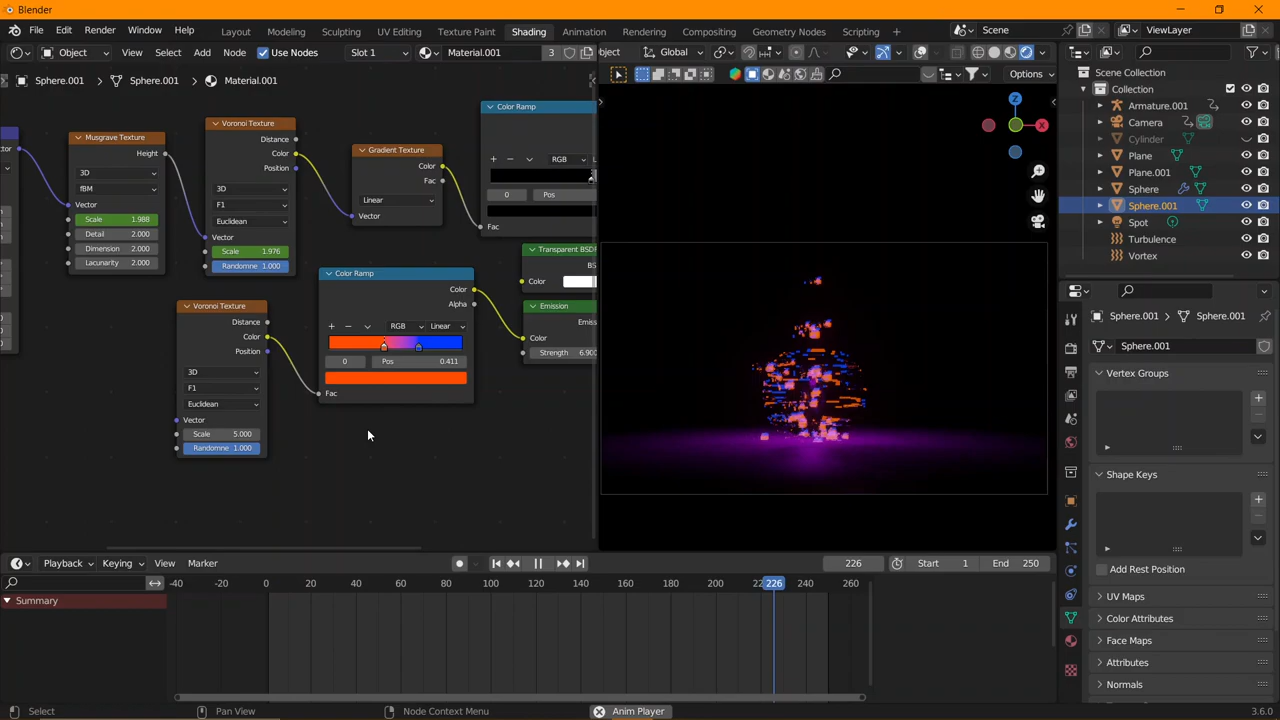 Blender
File Edit Render Window Help Layout Modeling Sculpting UV Editing Texture Paint Shading Animation Rendering Compositing Geometry Nodes Scripting + Scene ViewLayer
Object View Select Add Node Use Nodes Slot 1 Material.001 3 object Global
Sphere.001 > Sphere.001 > Material.001 Options
Scene Collection
Collection
Armature.001
Camera
Cylinder
Plane
Plane.001
Sphere
Sphere.001
Spot
Turbulence
Vortex
Musgrave Texture
Height
3D
fBM
Vector
Scale 1.988
Detail 2.000
Dimension 2.000
Lacunarity 2.000
Voronoi Texture
Distance
Color
Position
3D
F1
Euclidean
Vector
Scale 1.976
Randomne 1.000
Gradient Texture
Color
Fac
Linear
Vector
Color Ramp
RGB L
0 Pos
Fac
Transparent BSDF
BS
Color
Emission
Emiss
Color
Strength 6.900
Color Ramp
Color
Alpha
RGB Linear
0 Pos 0.411
Fac
Voronoi Texture
Distance
Color
Position
3D
F1
Euclidean
Vector
Scale 5.000
Randomne 1.000
Z
X
Sphere.001 > Sphere.001
Sphere.001
Vertex Groups
Shape Keys
Add Rest Position
UV Maps
Color Attributes
Face Maps
Attributes
Normals
Playback Keying View Marker 226 Start 1 End 250
-40 -20 0 20 40 60 80 100 120 140 160 180 200 22 226 240 260
Summary
Select Pan View Node Context Menu Anim Player 3.6.0